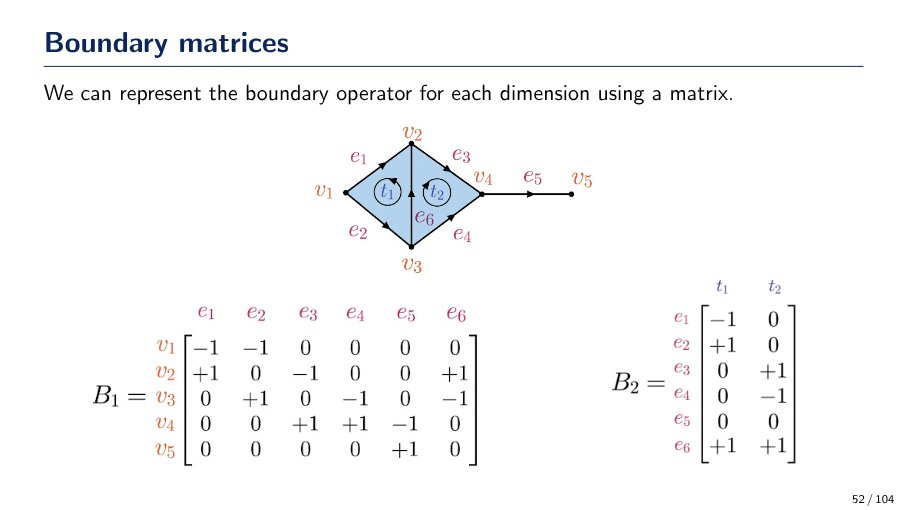 Boundary matrices
We can represent the boundary operator for each dimension using a matrix.
v₂
e₁ e₃
v₁ t₁ t₂ v₄ e₅ v₅
e₆
e₂ e₄
v₃
t₁ t₂
e₁ −1 0
e₂ +1 0
e₃ 0 +1
B₂ = e₄ 0 −1
e₅ 0 0
e₆ +1 +1
e₁ e₂ e₃ e₄ e₅ e₆
v₁ −1 −1 0 0 0 0
v₂ +1 0 −1 0 0 +1
B₁ = v₃ 0 +1 0 −1 0 −1
v₄ 0 0 +1 +1 −1 0
v₅ 0 0 0 0 +1 0
52 / 104